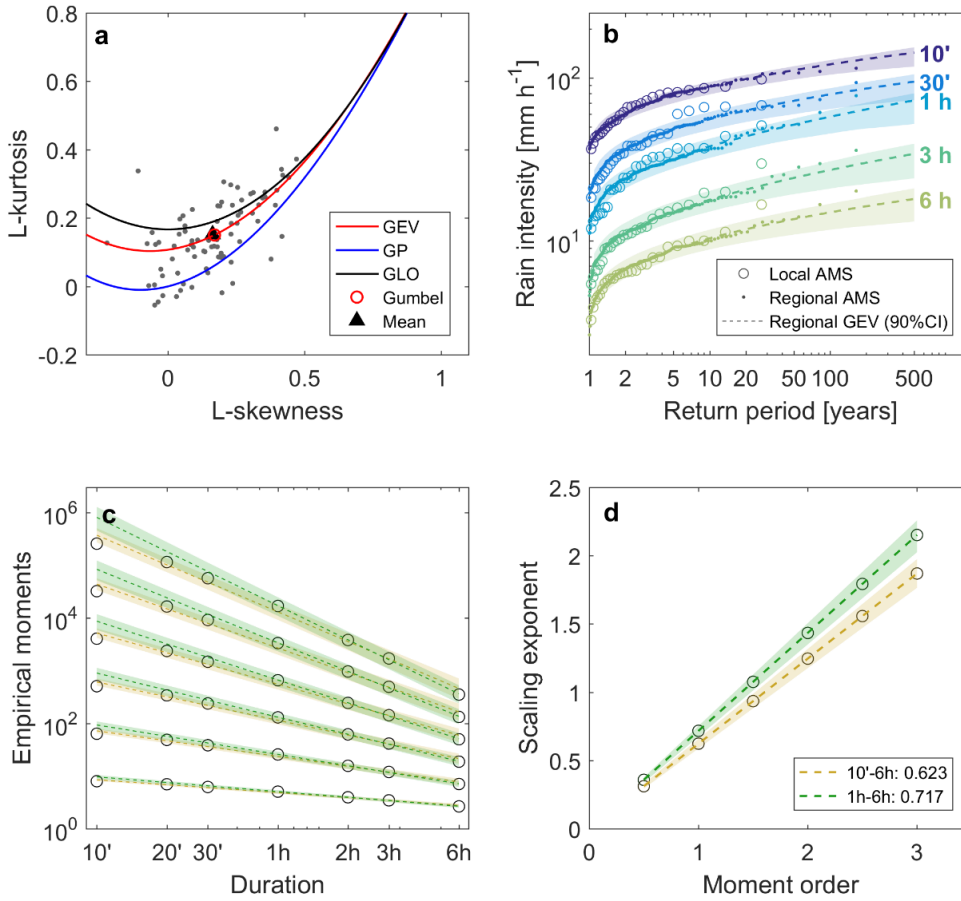 a
0.8
0.6
0.4
0.2
0
-0.2
L-kurtosis
0
0.5
1
L-skewness
GEV
GP
GLO
Gumbel
Mean
b
10²
10¹
Rain intensity [mm h⁻¹]
10'
30'
1 h
3 h
6 h
Local AMS
Regional AMS
Regional GEV (90%CI)
1 2 5 10 20 50 100 500
Return period [years]
c
10⁶
10⁴
10²
10⁰
Empirical moments
10' 20' 30' 1h 2h 3h 6h
Duration
d
2.5
2
1.5
1
0.5
0
Scaling exponent
10'-6h: 0.623
1h-6h: 0.717
0 1 2 3
Moment order